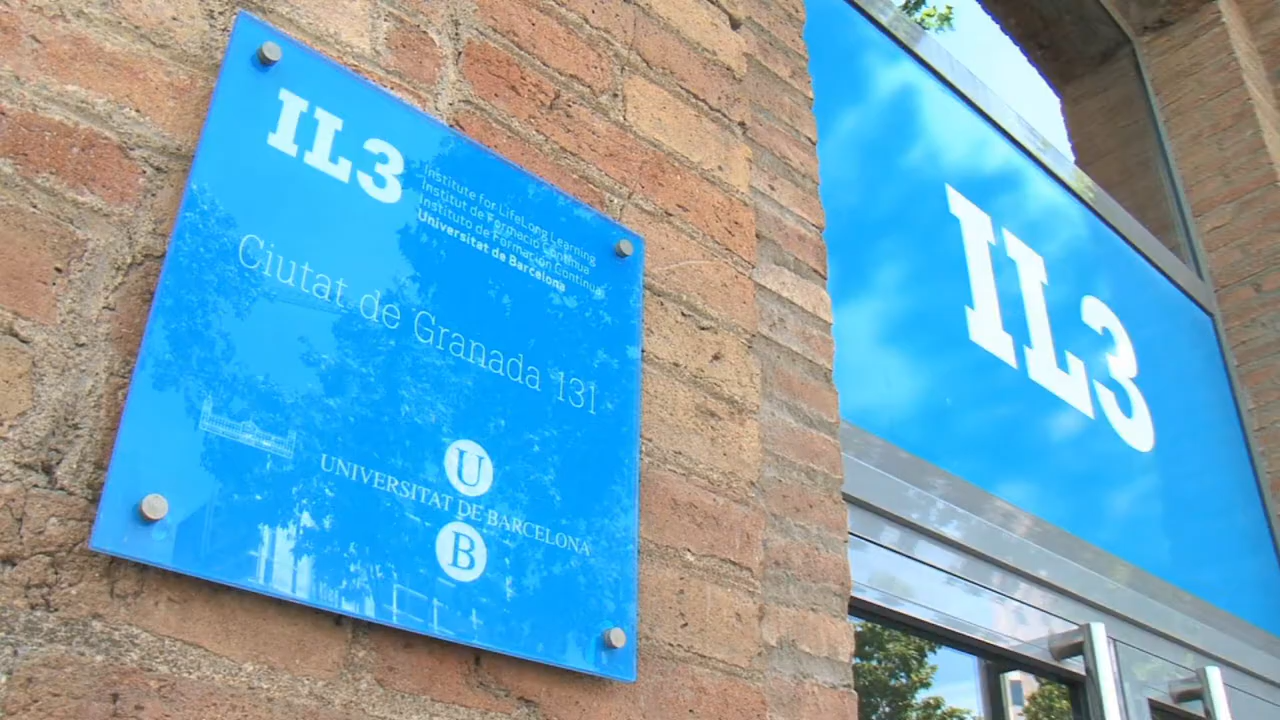 IL3
Institute for LifeLong Learning
Institut de Formació Contínua
Instituto de Formación Continua
Universitat de Barcelona
Ciutat de Granada 131
UNIVERSITAT DE BARCELONA
U
B
IL3